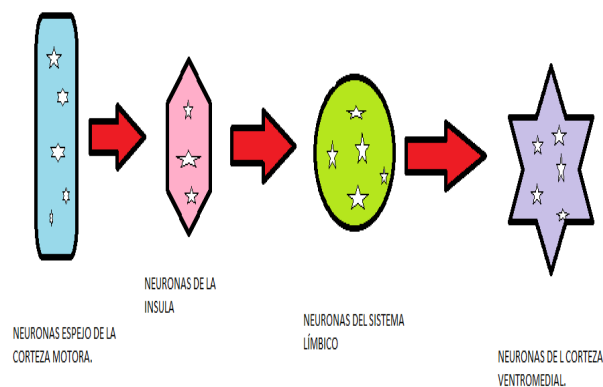 NEURONAS ESPEJO DE LA
CORTEZA MOTORA.
NEURONAS DE LA
INSULA
NEURONAS DEL SISTEMA
LÍMBICO
NEURONAS DE L CORTEZA
VENTROMEDIAL.